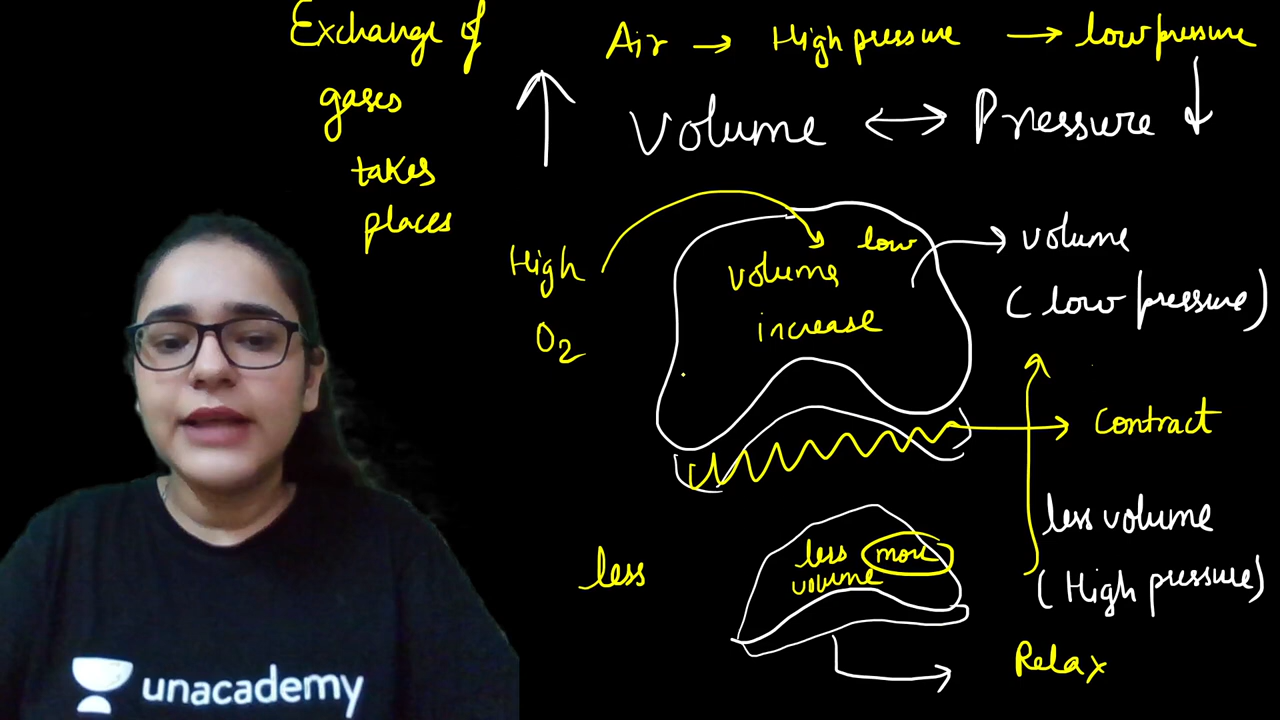 Exchange of
gases
takes
places
Air → High pressure → low pressure
↑ Volume ↔ Pressure ↓
High
O2
low
volume
increase
→ volume
(low pressure)
→ contract
less volume
(High pressure)
less
less more
volume
→ Relax
unacademy